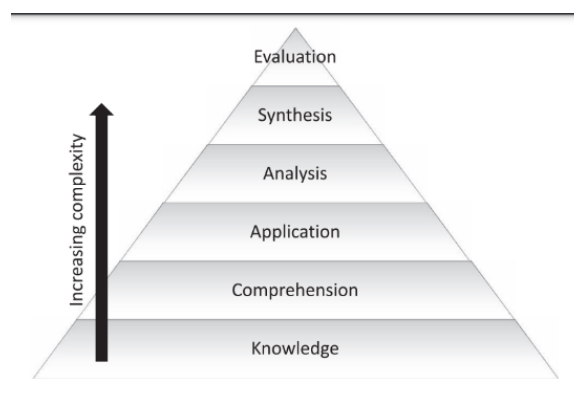 Evaluation
Synthesis
Analysis
Application
Comprehension
Knowledge
Increasing complexity